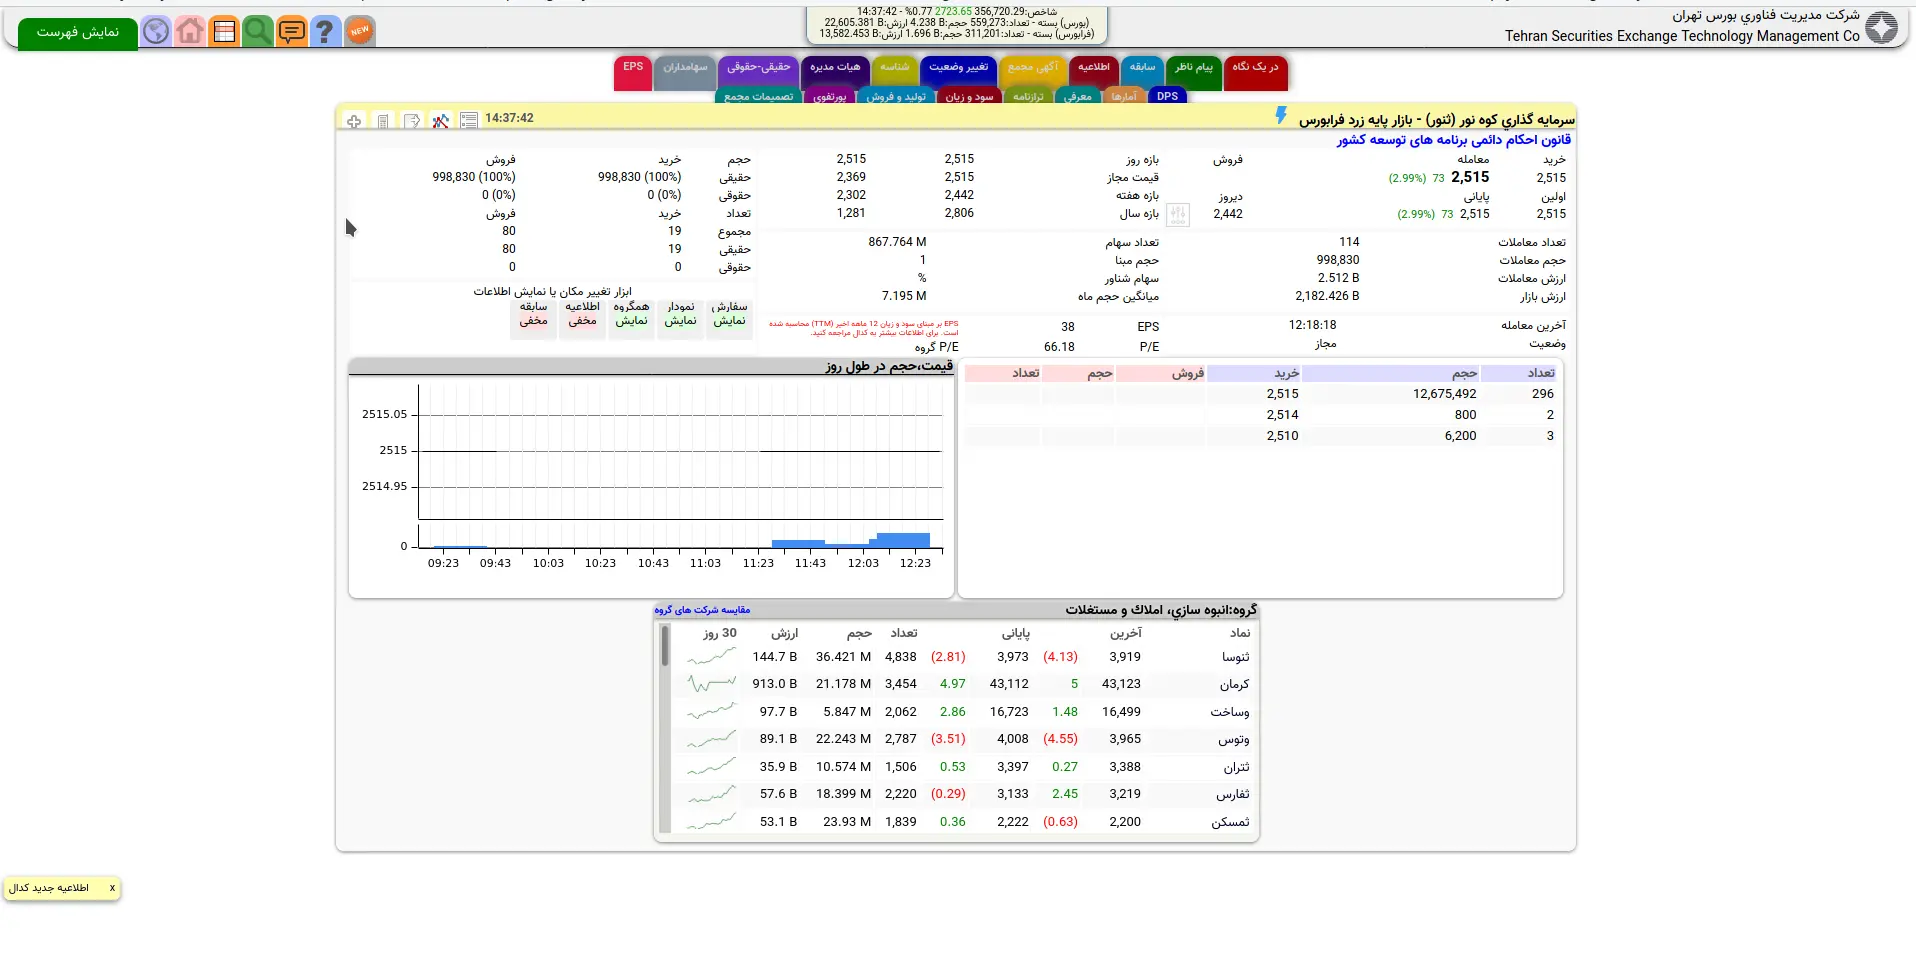 شاخص:356,720.29 2723.65 0.77% - 14:37:42
(بورس) بسته - تعداد:559,273 حجم:4.238 B ارزش:22,605.381 B
(فرابورس) بسته - تعداد:311,201 حجم:1.696 B ارزش:13,582.453 B
شرکت مدیریت فناوري بورس تهران
Tehran Securities Exchange Technology Management Co
نمایش فهرست
NEW
در یک نگاه
پیام ناظر
سابقه
اطلاعیه
آگهی مجمع
تغییر وضعیت
شناسه
هیات مدیره
حقیقی-حقوقی
سهامداران
EPS
DPS
آمارها
معرفی
ترازنامه
سود و زیان
تولید و فروش
پورتفوی
تصمیمات مجمع
سرمایه گذاري كوه نور (ثنور) - بازار پایه زرد فرابورس
14:37:42
قانون احکام دائمی برنامه های توسعه کشور
خرید معامله فروش
2,515 2,515 73 (2.99%)
اولین پایانی دیروز
2,515 2,515 73 (2.99%) 2,442
تعداد معاملات 114
حجم معاملات 998,830
ارزش معاملات 2.512 B
ارزش بازار 2,182.426 B
آخرین معامله 12:18:18
وضعیت مجاز
بازه روز 2,515 2,515
قیمت مجاز 2,515 2,369
بازه هفته 2,442 2,302
بازه سال 2,806 1,281
تعداد سهام 867.764 M
حجم مبنا 1
سهام شناور %
میانگین حجم ماه 7.195 M
EPS 38
EPS بر مبنای سود و زیان 12 ماهه اخیر (TTM) محاسبه شده
است. برای اطلاعات بیشتر به کدال مراجعه کنید.
P/E 66.18 P/E گروه
حجم خرید فروش
حقیقی 998,830 (100%) 998,830 (100%)
حقوقی 0 (0%) 0 (0%)
تعداد خرید فروش
مجموع 19 80
حقیقی 19 80
حقوقی 0 0
ابزار تغییر مکان یا نمایش اطلاعات
سفارش نمودار همگروه اطلاعیه سابقه
نمایش نمایش نمایش مخفی مخفی
تعداد حجم خرید فروش حجم تعداد
296 12,675,492 2,515
2 800 2,514
3 6,200 2,510
قیمت،حجم در طول روز
2515.05
2515
2514.95
0
09:23 09:43 10:03 10:23 10:43 11:03 11:23 11:43 12:03 12:23
گروه:انبوه سازي، املاك و مستغلات
مقایسه شرکت های گروه
نماد آخرین پایانی تعداد حجم ارزش 30 روز
ثنوسا 3,919 (4.13) 3,973 (2.81) 4,838 36.421 M 144.7 B
کرمان 43,123 5 43,112 4.97 3,454 21.178 M 913.0 B
وساخت 16,499 1.48 16,723 2.86 2,062 5.847 M 97.7 B
وتوس 3,965 (4.55) 4,008 (3.51) 2,787 22.243 M 89.1 B
ثتران 3,388 0.27 3,397 0.53 1,506 10.574 M 35.9 B
ثفارس 3,219 2.45 3,133 (0.29) 2,220 18.399 M 57.6 B
ثمسکن 2,200 (0.63) 2,222 0.36 1,839 23.93 M 53.1 B
اطلاعیه جدید کدال x